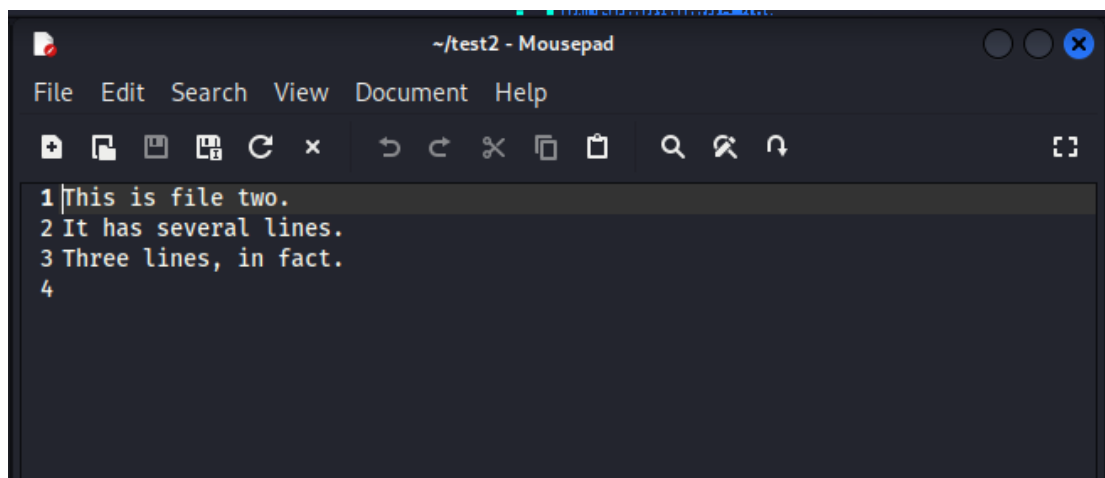 ~/test2 - Mousepad
File Edit Search View Document Help
1 This is file two.
2 It has several lines.
3 Three lines, in fact.
4